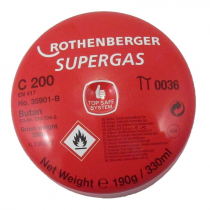 ROTHENBERGER
SUPERGAS
C 200
EN 417
No. 35901-B
Butan
TOP SAFE
SYSTEM
0036
Net Weight e 190g / 330ml